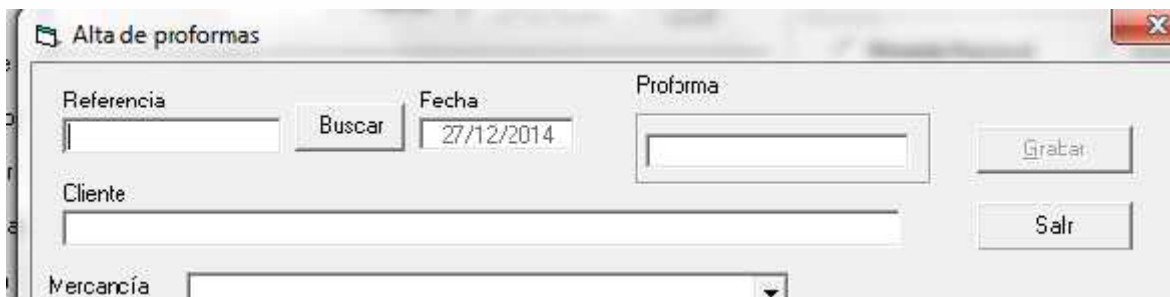 Alta de proformas
Referencia
Buscar
Fecha
27/12/2014
Proforma
Grabar
Cliente
Salir
Mercancía